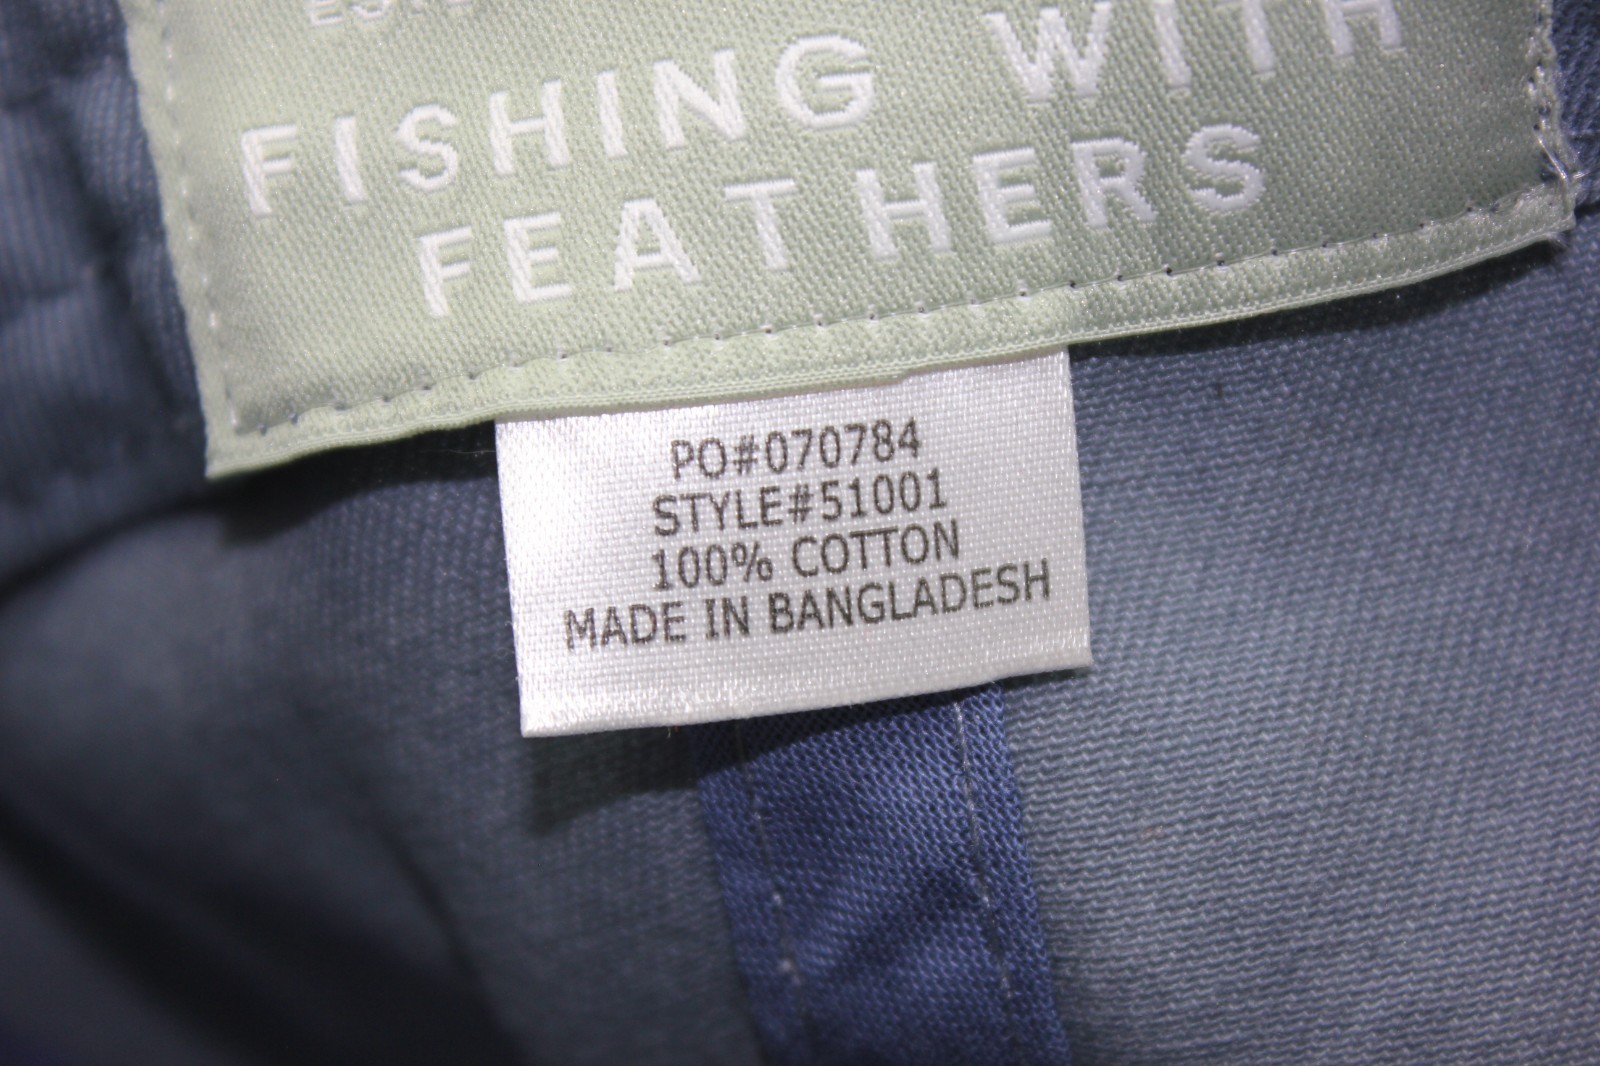 FISHING WITH
FEATHERS
PO#070784
STYLE#51001
100% COTTON
MADE IN BANGLADESH